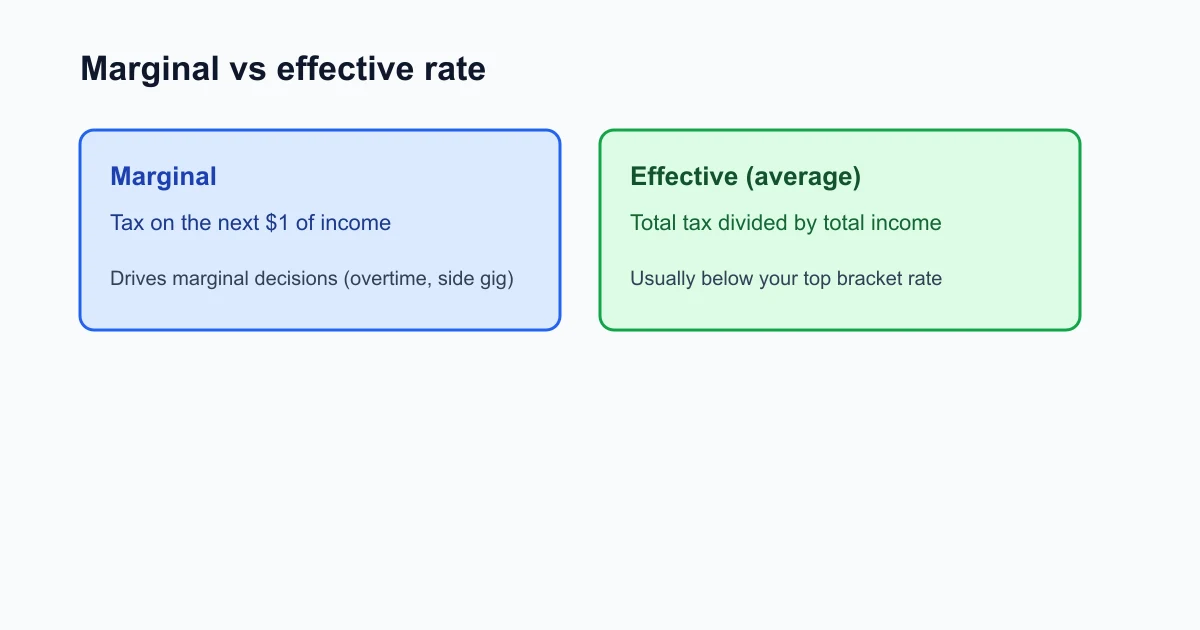 Marginal vs effective rate
Marginal
Tax on the next $1 of income
Drives marginal decisions (overtime, side gig)
Effective (average)
Total tax divided by total income
Usually below your top bracket rate